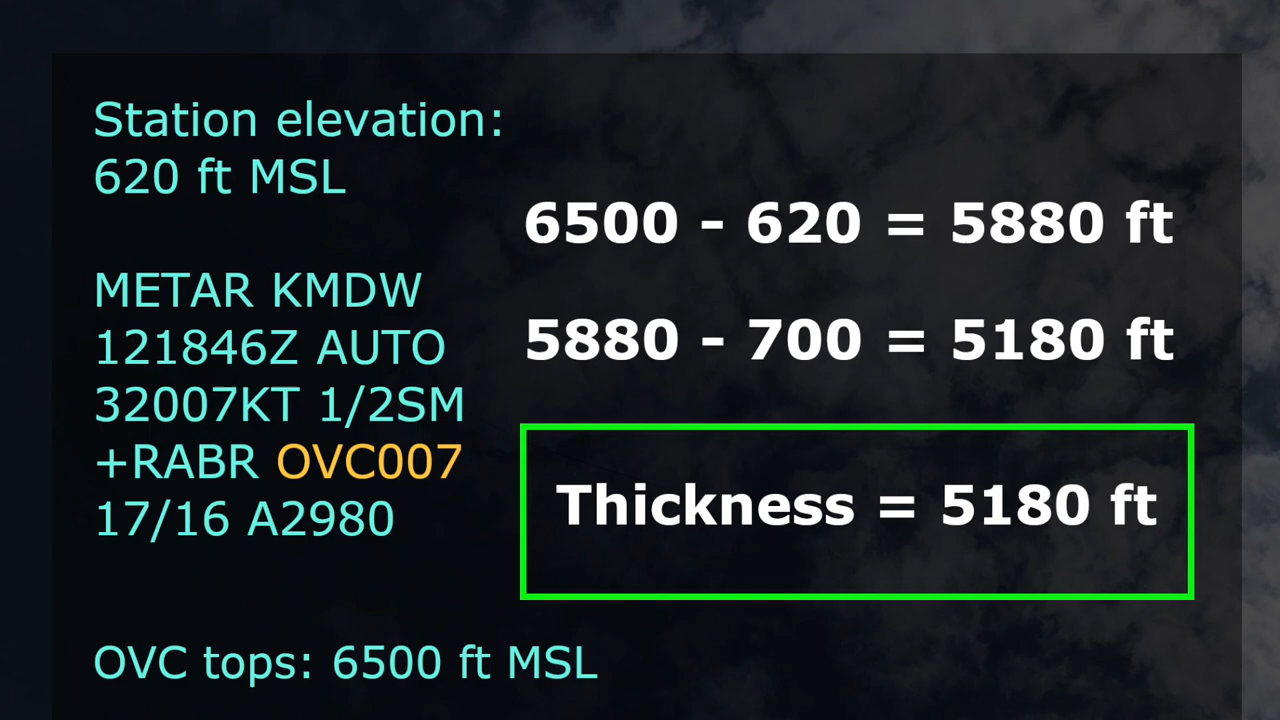 Station elevation:
620 ft MSL
METAR KMDW
121846Z AUTO
32007KT 1/2SM
+RABR OVC007
17/16 A2980
OVC tops: 6500 ft MSL
6500 - 620 = 5880 ft
5880 - 700 = 5180 ft
Thickness = 5180 ft